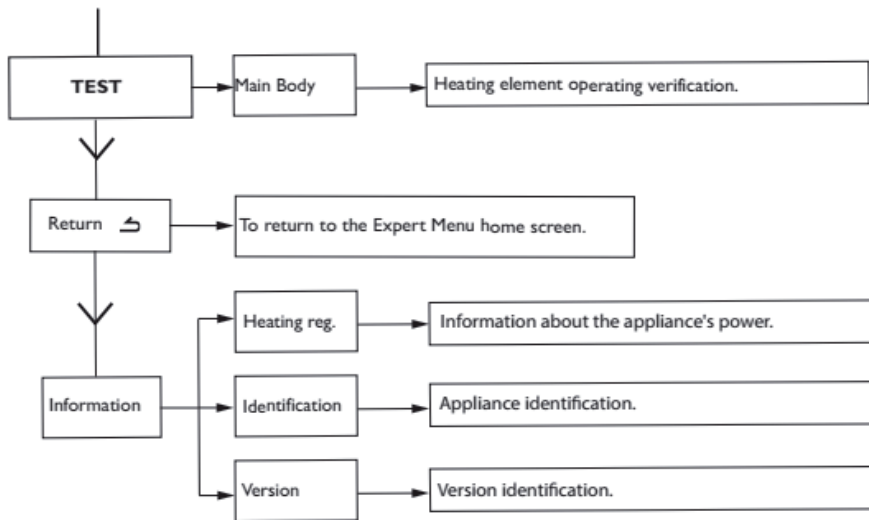 TEST
Main Body
Heating element operating verification.
Return
To return to the Expert Menu home screen.
Heating reg.
Information about the appliance's power.
Information
Identification
Appliance identification.
Version
Version identification.